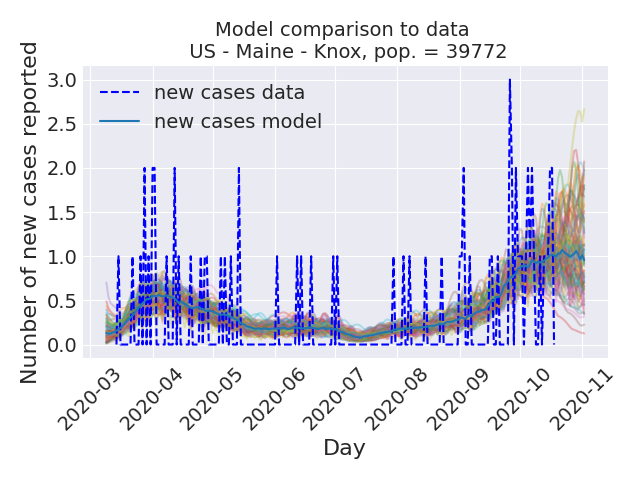 Model comparison to data
US - Maine - Knox, pop. = 39772
Number of new cases reported
3.0
2.5
2.0
1.5
1.0
0.5
0.0
new cases data
new cases model
2020-03
2020-04
2020-05
2020-06
2020-07
2020-08
2020-09
2020-10
2020-11
Day